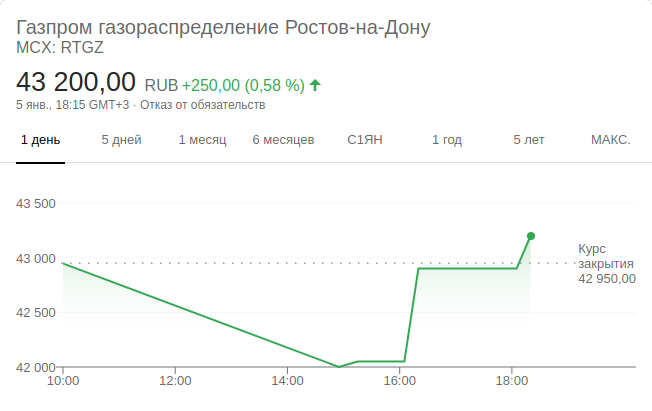 Газпром газораспределение Ростов-на-Дону
MCX: RTGZ
43 200,00 RUB +250,00 (0,58 %)
5 янв., 18:15 GMT+3 · Отказ от обязательств
1 день 5 дней 1 месяц 6 месяцев С1ЯН 1 год 5 лет МАКС.
43 500
43 000
42 500
42 000
Курс
закрытия
42 950,00
10:00 12:00 14:00 16:00 18:00